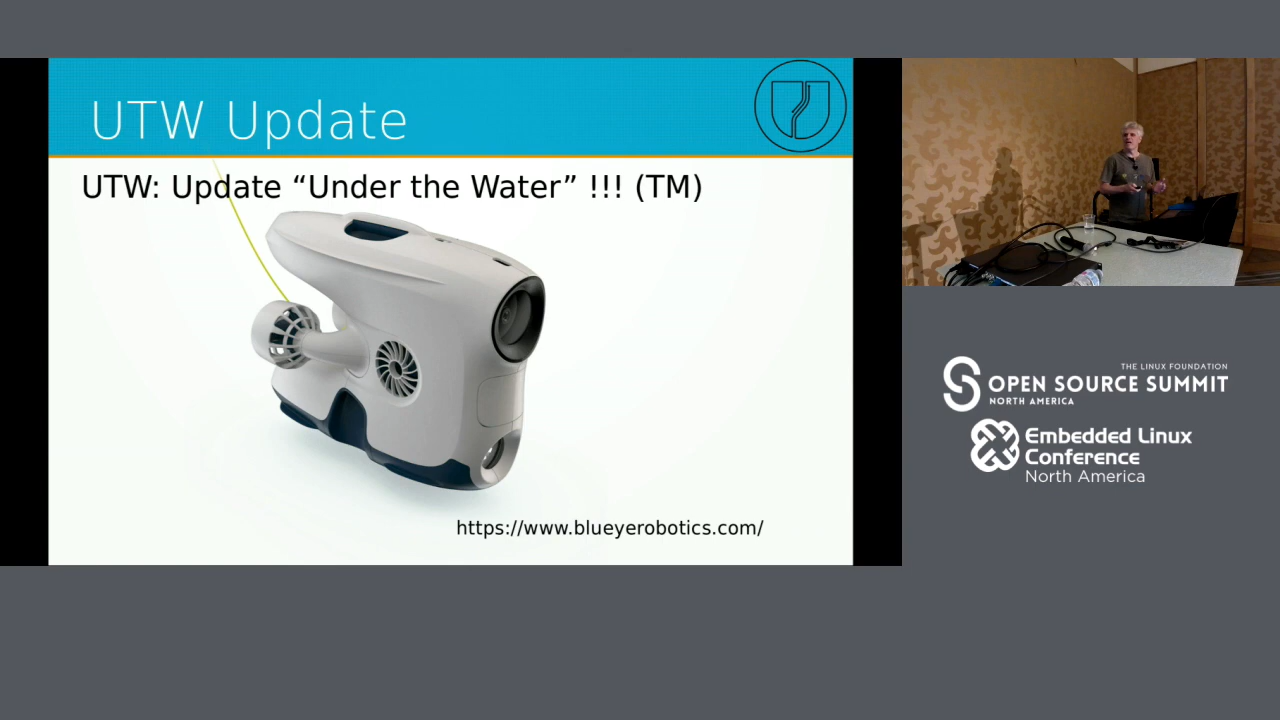 UTW Update
UTW: Update “Under the Water” !!! (TM)
https://www.blueyerobotics.com/
THE LINUX FOUNDATION
OPEN SOURCE SUMMIT
NORTH AMERICA
Embedded Linux
Conference
North America